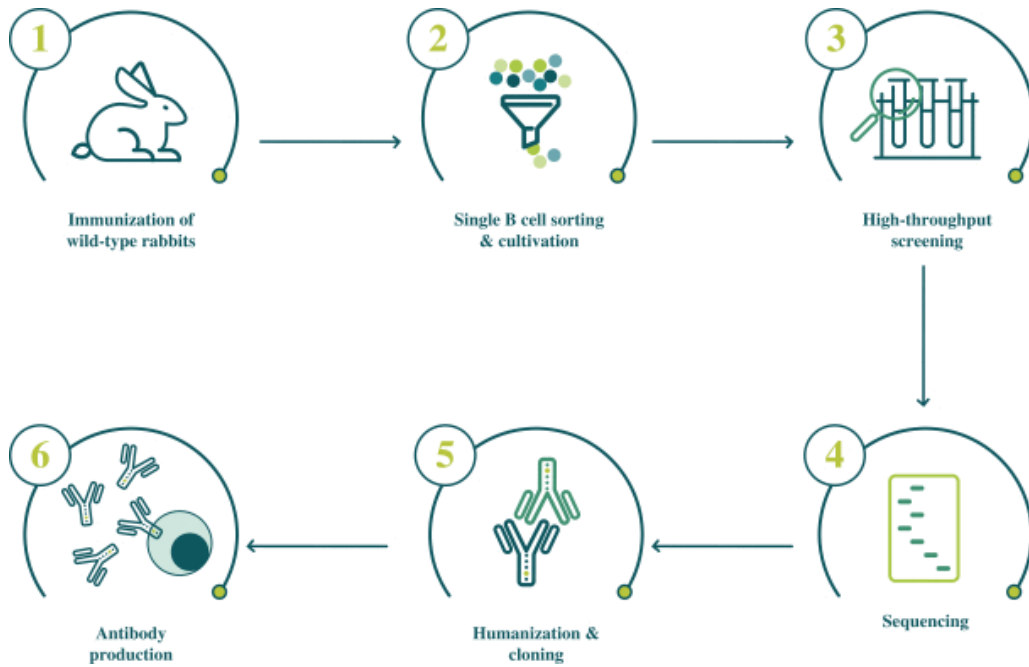 1
Immunization of
wild-type rabbits
2
Single B cell sorting
& cultivation
3
High-throughput
screening
4
Sequencing
5
Humanization &
cloning
6
Antibody
production